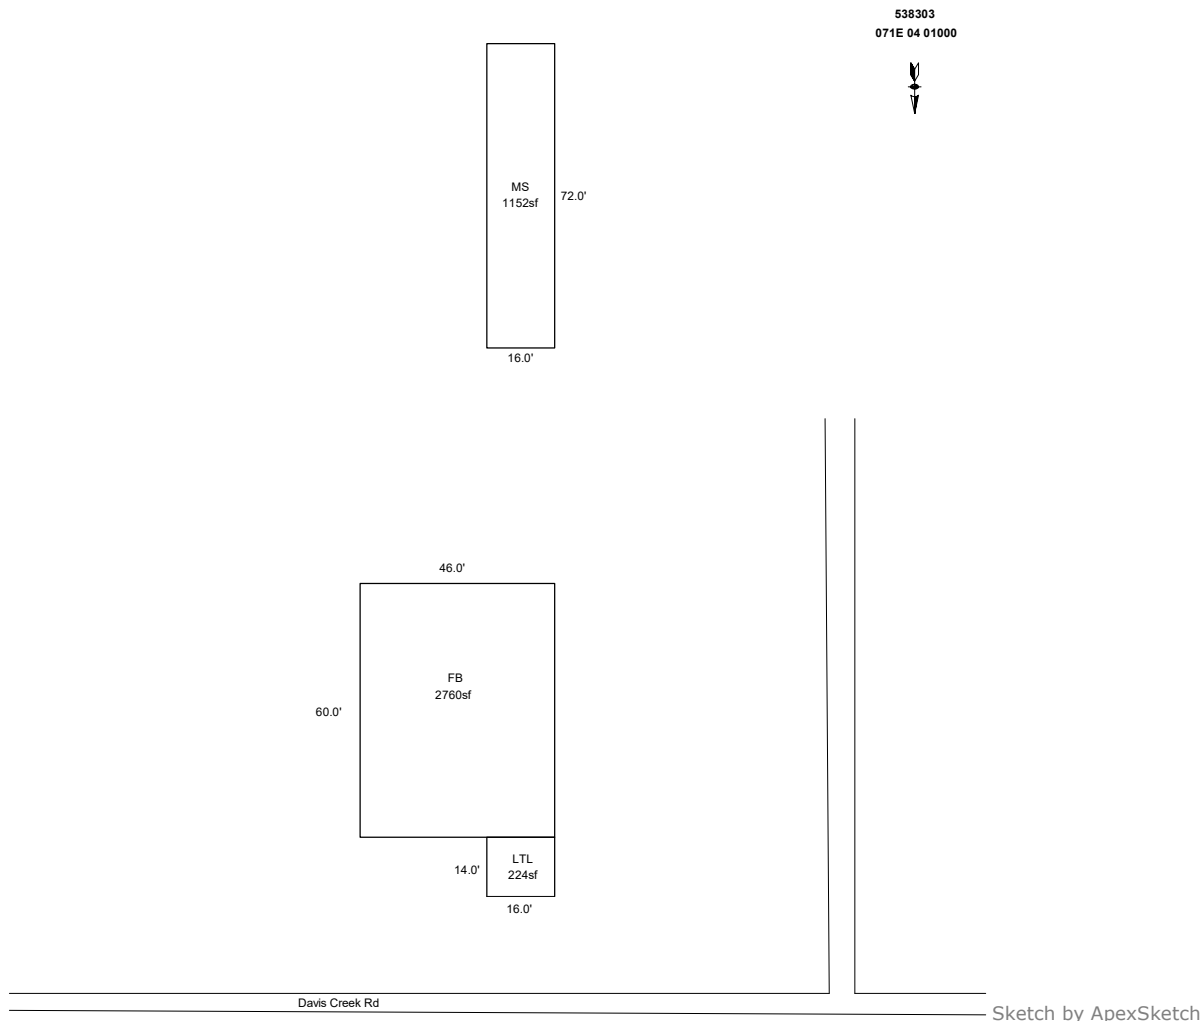 538303
071E 04 01000
MS
1152sf
72.0'
16.0'
46.0'
FB
2760sf
60.0'
LTL
224sf
14.0'
16.0'
Davis Creek Rd
Sketch by ApexSketch